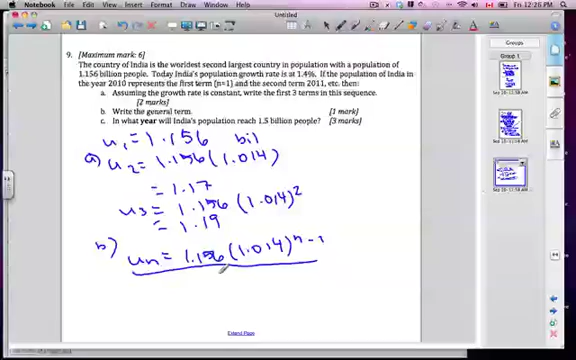 Notebook File Edit View Insert Format
12:26 PM
Untitled
Groups
Group 1
9. [Maximum mark: 6]
The country of India is the worldest second largest country in population with a population of
1.156 billion people. Today India's population growth rate is at 1.4%. If the population of India in
the year 2010 represents the first term (n=1) and the second term 2011, etc. then:
a. Assuming the growth rate is constant, write the first 3 terms in this sequence.
[2 marks]
b. Write the general term. [1 mark]
c. In what year will India's population reach 1.5 billion people? [3 marks]
u1 = 1.156 bil
a) u2 = 1.156 (1.014)
= 1.17
u3 = 1.156 (1.014)²
= 1.19
b) un = 1.156 (1.014)ⁿ⁻¹
Extend Page